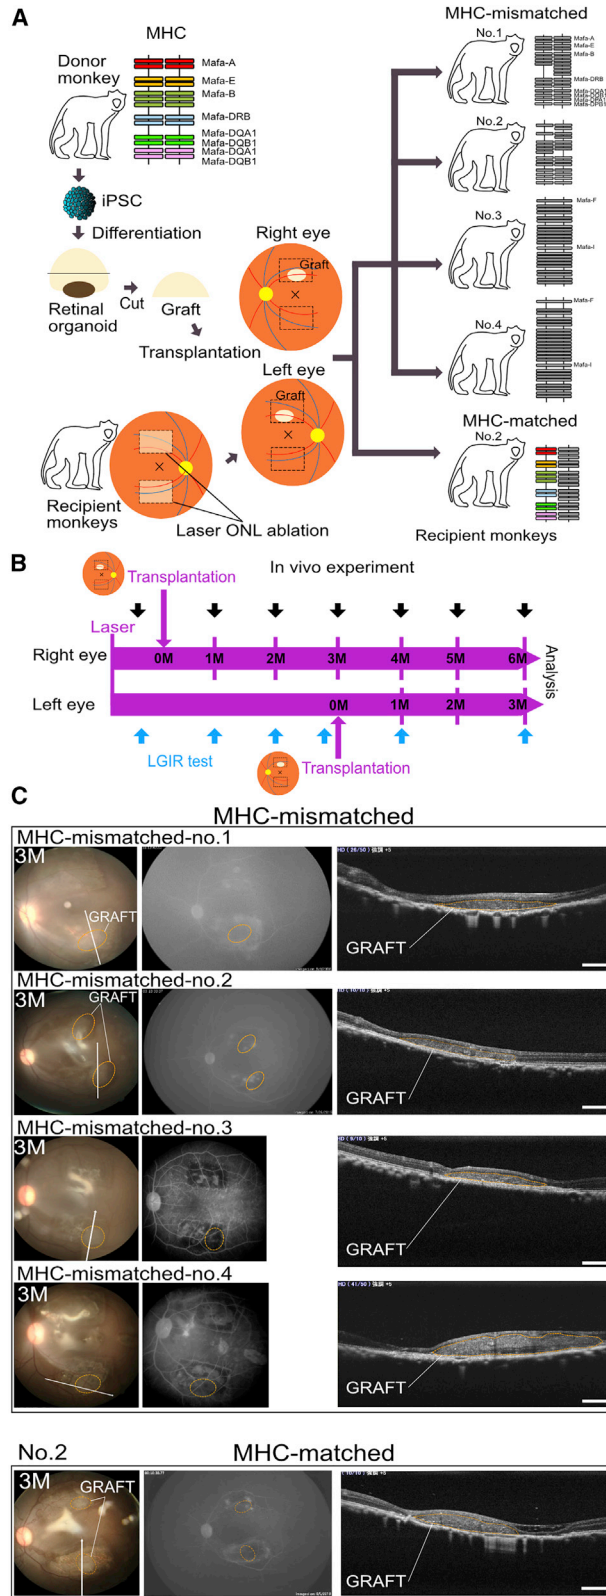 A
MHC
Donor
monkey
Mafa-A
Mafa-E
Mafa-B
Mafa-DRB
Mafa-DQA1
Mafa-DQB1
Mafa-DQA1
Mafa-DQB1
iPSC
Differentiation
Retinal
organoid
Cut
Graft
Transplantation
Right eye
Graft
Left eye
Graft
Recipient
monkeys
Laser ONL ablation
MHC-mismatched
No.1
Mafa-A
Mafa-E
Mafa-B
Mafa-DRB
Mafa-DQA1
Mafa-DQB1
No.2
No.3
Mafa-F
Mafa-I
No.4
Mafa-F
Mafa-I
MHC-matched
No.2
Recipient monkeys
B
In vivo experiment
Transplantation
Laser
Right eye
0M 1M 2M 3M 4M 5M 6M
Left eye
0M 1M 2M 3M
Analysis
LGIR test
Transplantation
C
MHC-mismatched
MHC-mismatched-no.1
3M
GRAFT
GRAFT
MHC-mismatched-no.2
3M
GRAFT
GRAFT
MHC-mismatched-no.3
3M
GRAFT
MHC-mismatched-no.4
3M
GRAFT
No.2
MHC-matched
3M
GRAFT
GRAFT